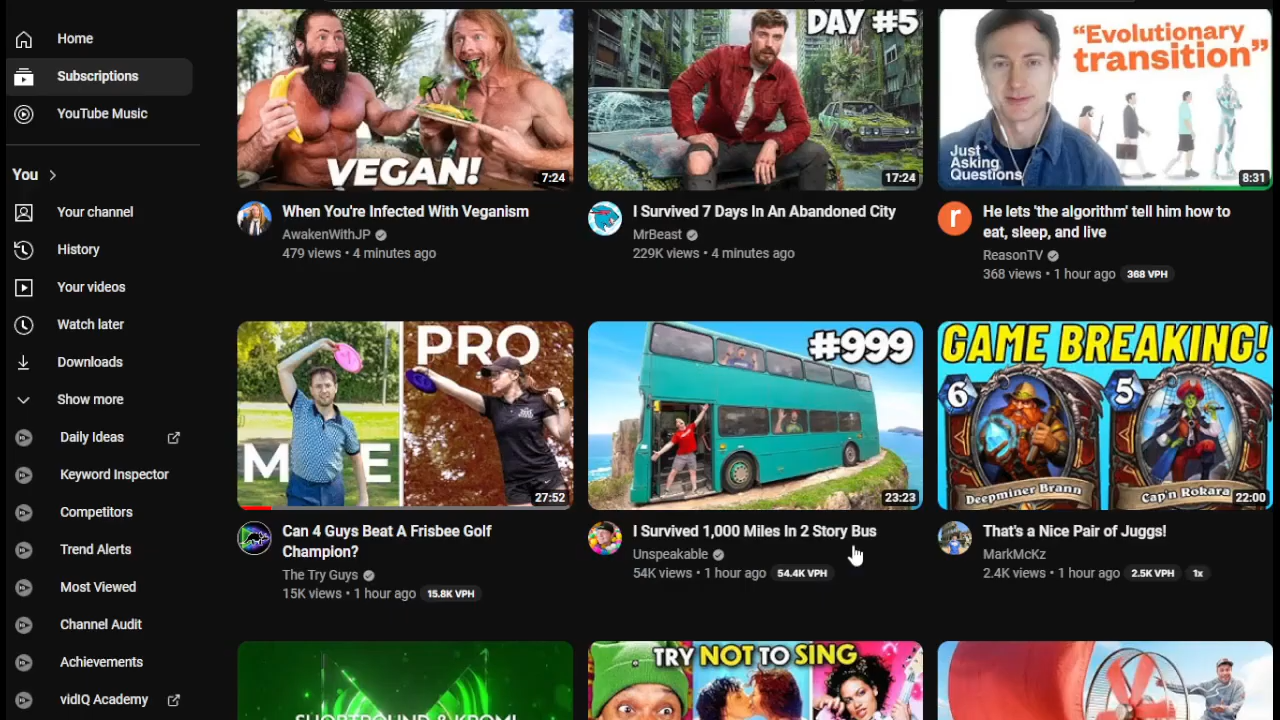 Home
Subscriptions
YouTube Music
You
Your channel
History
Your videos
Watch later
Downloads
Show more
Daily Ideas
Keyword Inspector
Competitors
Trend Alerts
Most Viewed
Channel Audit
Achievements
vidIQ Academy
VEGAN!
7:24
When You're Infected With Veganism
AwakenWithJP
479 views • 4 minutes ago
DAY #5
17:24
I Survived 7 Days In An Abandoned City
MrBeast
229K views • 4 minutes ago
"Evolutionary
transition"
Just
Asking
Questions
8:31
r
He lets 'the algorithm' tell him how to
eat, sleep, and live
ReasonTV
368 views • 1 hour ago 368 VPH
PRO
27:52
Can 4 Guys Beat A Frisbee Golf
Champion?
The Try Guys
15K views • 1 hour ago 15.8K VPH
#999
23:23
I Survived 1,000 Miles In 2 Story Bus
Unspeakable
54K views • 1 hour ago 54.4K VPH
GAME BREAKING!
6
5
Deepminer Brann
Cap'n Rokara
22:00
That's a Nice Pair of Juggs!
MarkMcKz
2.4K views • 1 hour ago 2.5K VPH 1x
TRY NOT TO SING